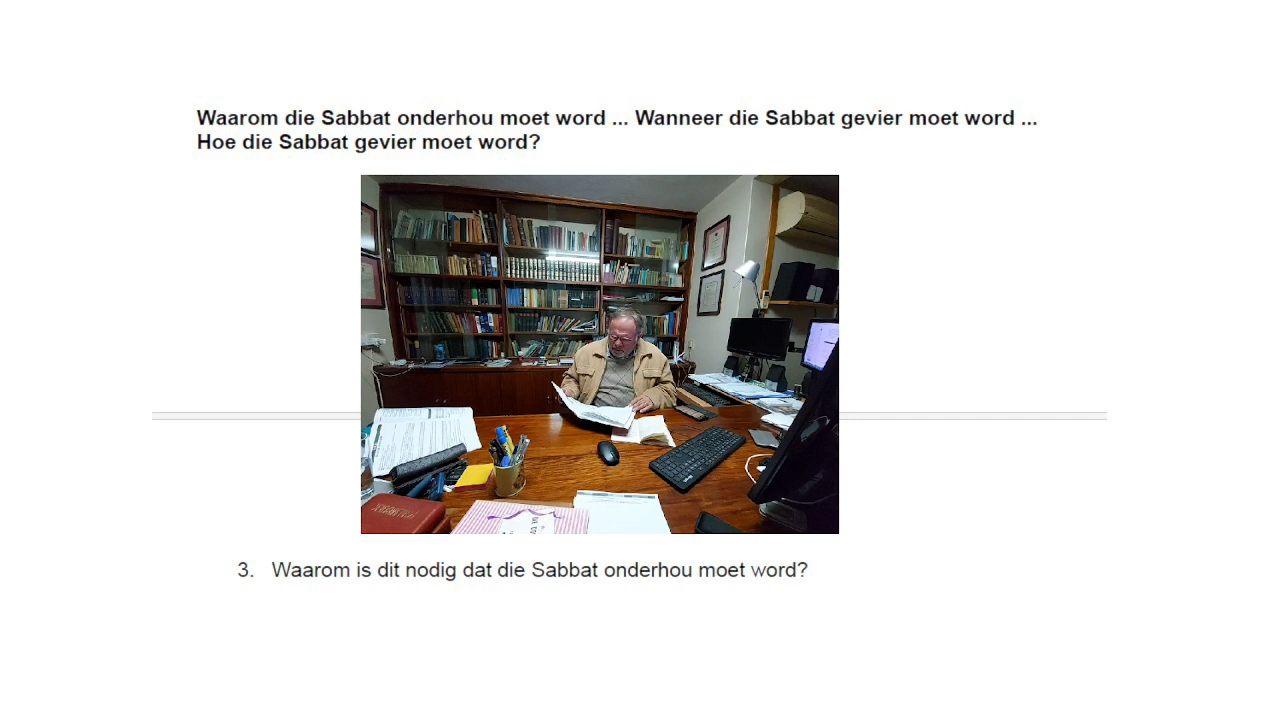 Waarom die Sabbat onderhou moet word ... Wanneer die Sabbat gevier moet word ...
Hoe die Sabbat gevier moet word?
3. Waarom is dit nodig dat die Sabbat onderhou moet word?